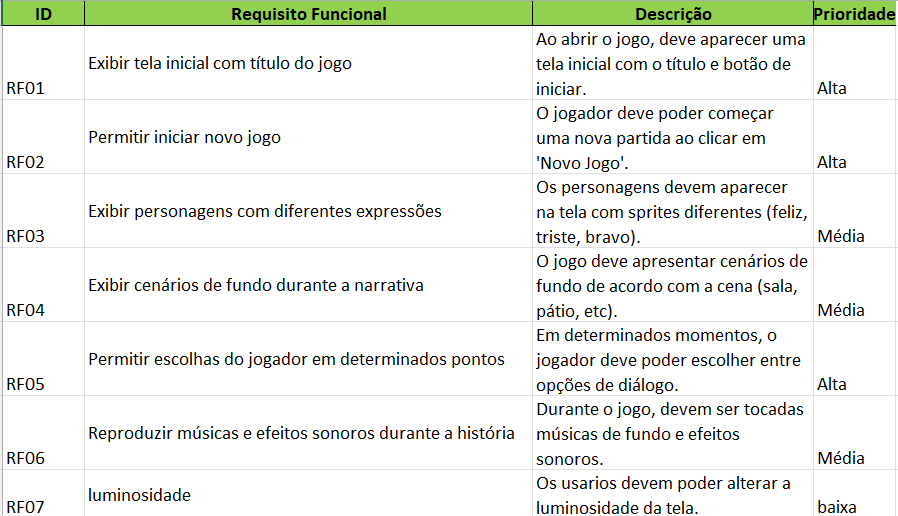 ID Requisito Funcional Descrição Prioridade
RF01 Exibir tela inicial com título do jogo
Ao abrir o jogo, deve aparecer uma
tela inicial com o título e botão de
iniciar.
Alta
RF02 Permitir iniciar novo jogo
O jogador deve poder começar
uma nova partida ao clicar em
'Novo Jogo'.
Alta
RF03 Exibir personagens com diferentes expressões
Os personagens devem aparecer
na tela com sprites diferentes (feliz,
triste, bravo).
Média
RF04 Exibir cenários de fundo durante a narrativa
O jogo deve apresentar cenários de
fundo de acordo com a cena (sala,
pátio, etc).
Média
RF05 Permitir escolhas do jogador em determinados pontos
Em determinados momentos, o
jogador deve poder escolher entre
opções de diálogo.
Alta
RF06 Reproduzir músicas e efeitos sonoros durante a história
Durante o jogo, devem ser tocadas
músicas de fundo e efeitos
sonoros.
Média
RF07 luminosidade
Os usarios devem poder alterar a
luminosidade da tela.
baixa